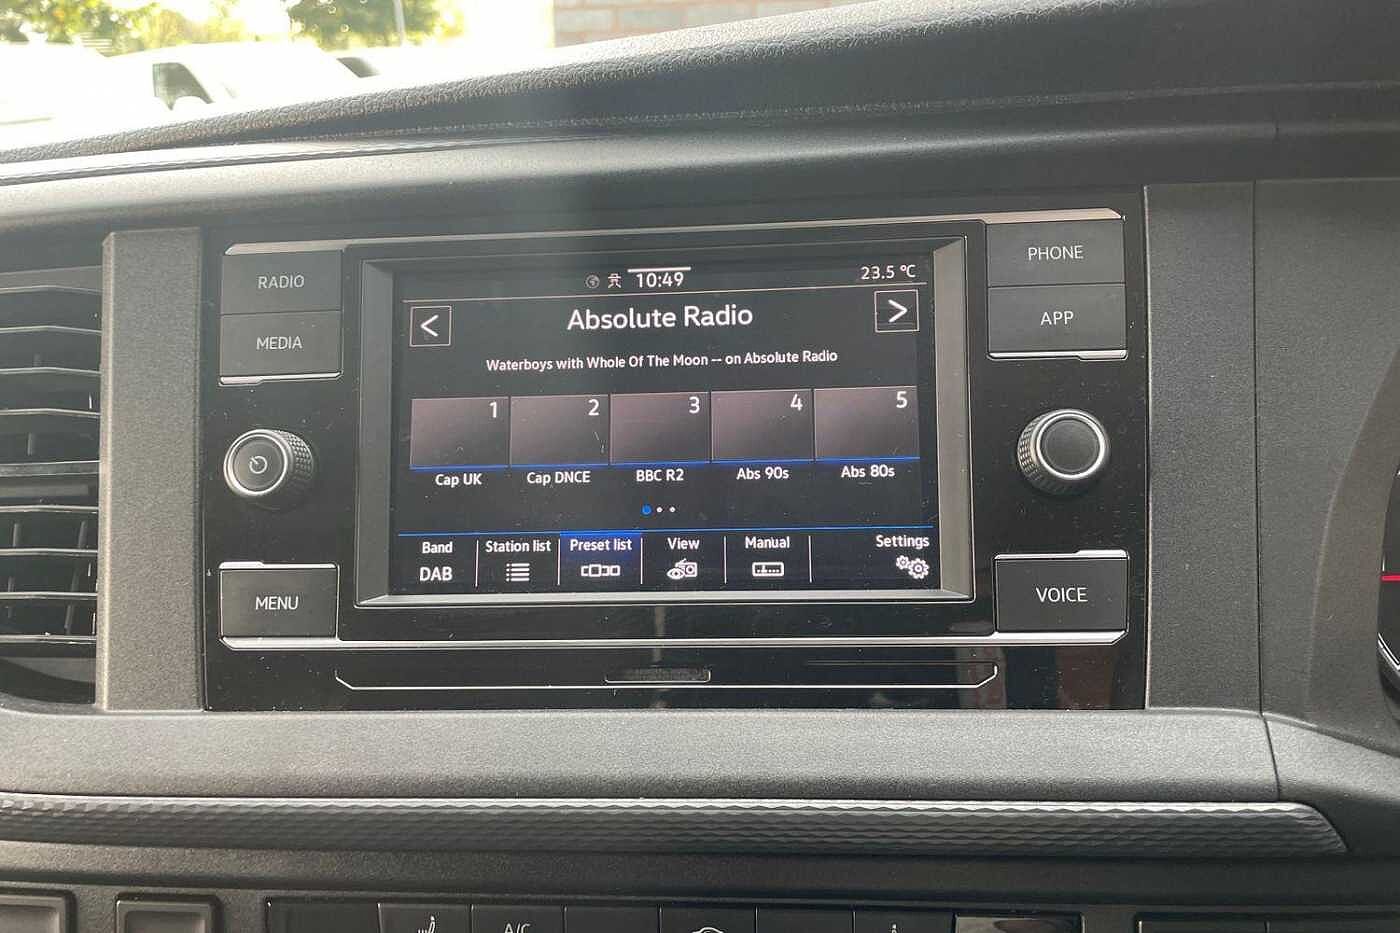 RADIO
MEDIA
MENU
10:49
23.5 °C
<
Absolute Radio
>
Waterboys with Whole Of The Moon -- on Absolute Radio
1
2
3
4
5
Cap UK
Cap DNCE
BBC R2
Abs 90s
Abs 80s
Band
Station list
Preset list
View
Manual
Settings
DAB
PHONE
APP
VOICE
A/C